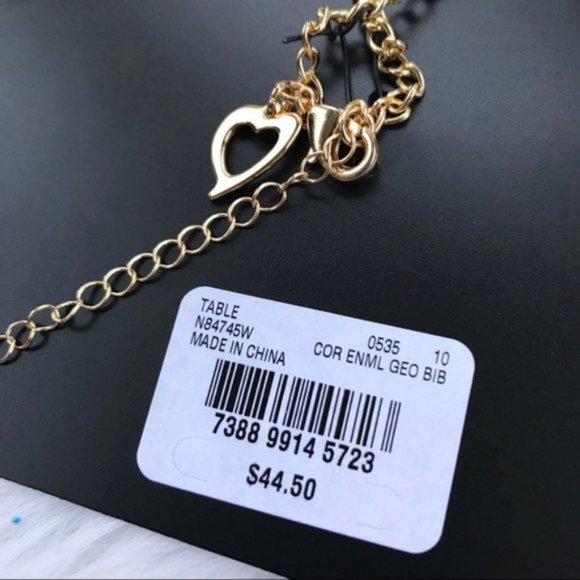 TABLE
N84745W 0535 10
MADE IN CHINA COR ENML GEO BIB
7388 9914 5723
$44.50